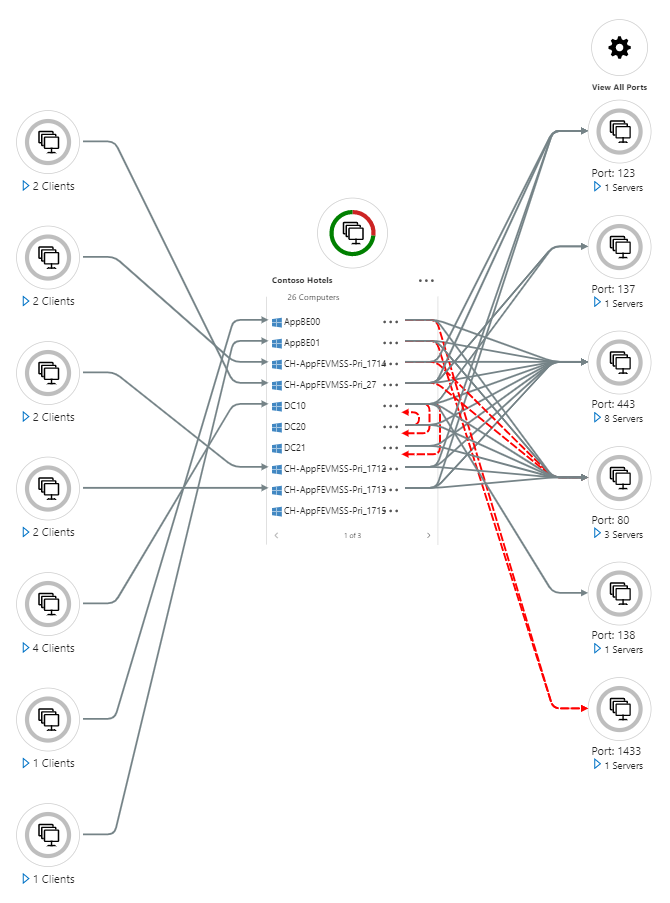 View All Ports
2 Clients
2 Clients
2 Clients
2 Clients
4 Clients
1 Clients
1 Clients
Contoso Hotels
26 Computers
AppBE00
AppBE01
CH-AppFEVMSS-Pri_1714
CH-AppFEVMSS-Pri_27
DC10
DC20
DC21
CH-AppFEVMSS-Pri_1712
CH-AppFEVMSS-Pri_1713
CH-AppFEVMSS-Pri_1715
1 of 3
Port: 123
1 Servers
Port: 137
1 Servers
Port: 443
8 Servers
Port: 80
3 Servers
Port: 138
1 Servers
Port: 1433
1 Servers